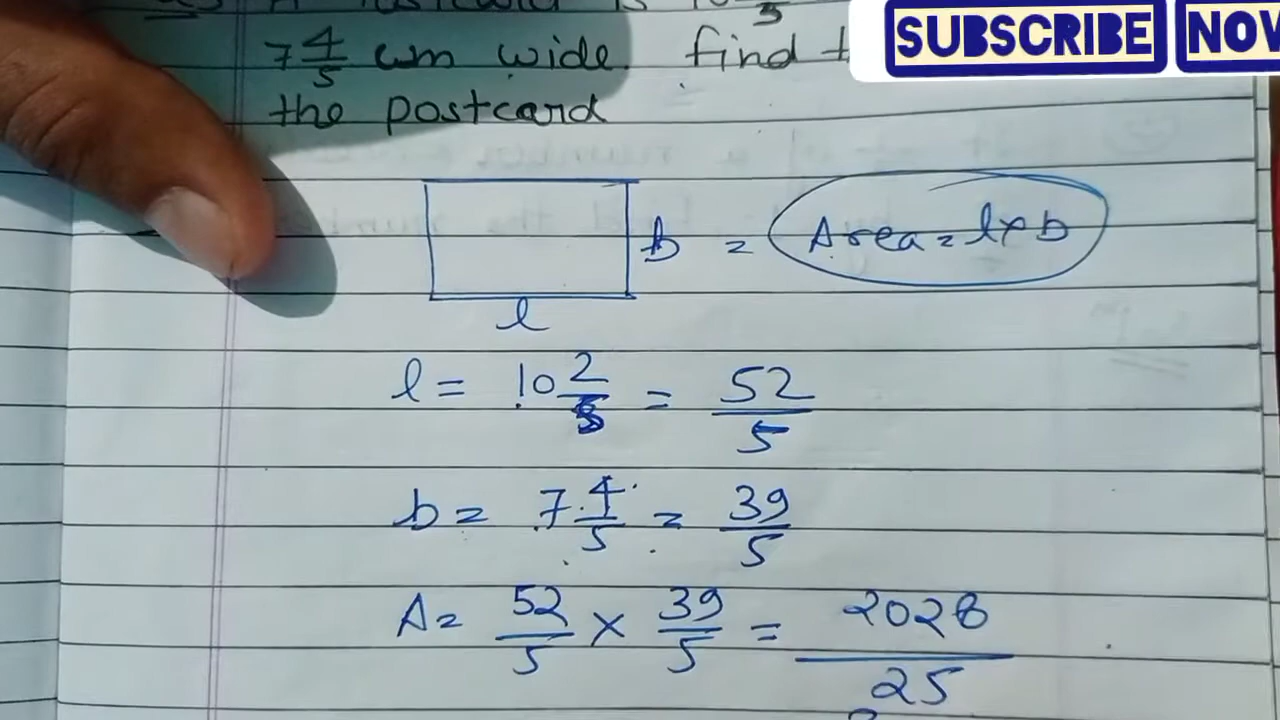 SUBSCRIBE NOW
7 4/5 cm wide. find
the postcard
b = Area = l×b
l
l = 10 2/5 = 52/5
b = 7 4/5 = 39/5
A = 52/5 × 39/5 = 2028/25